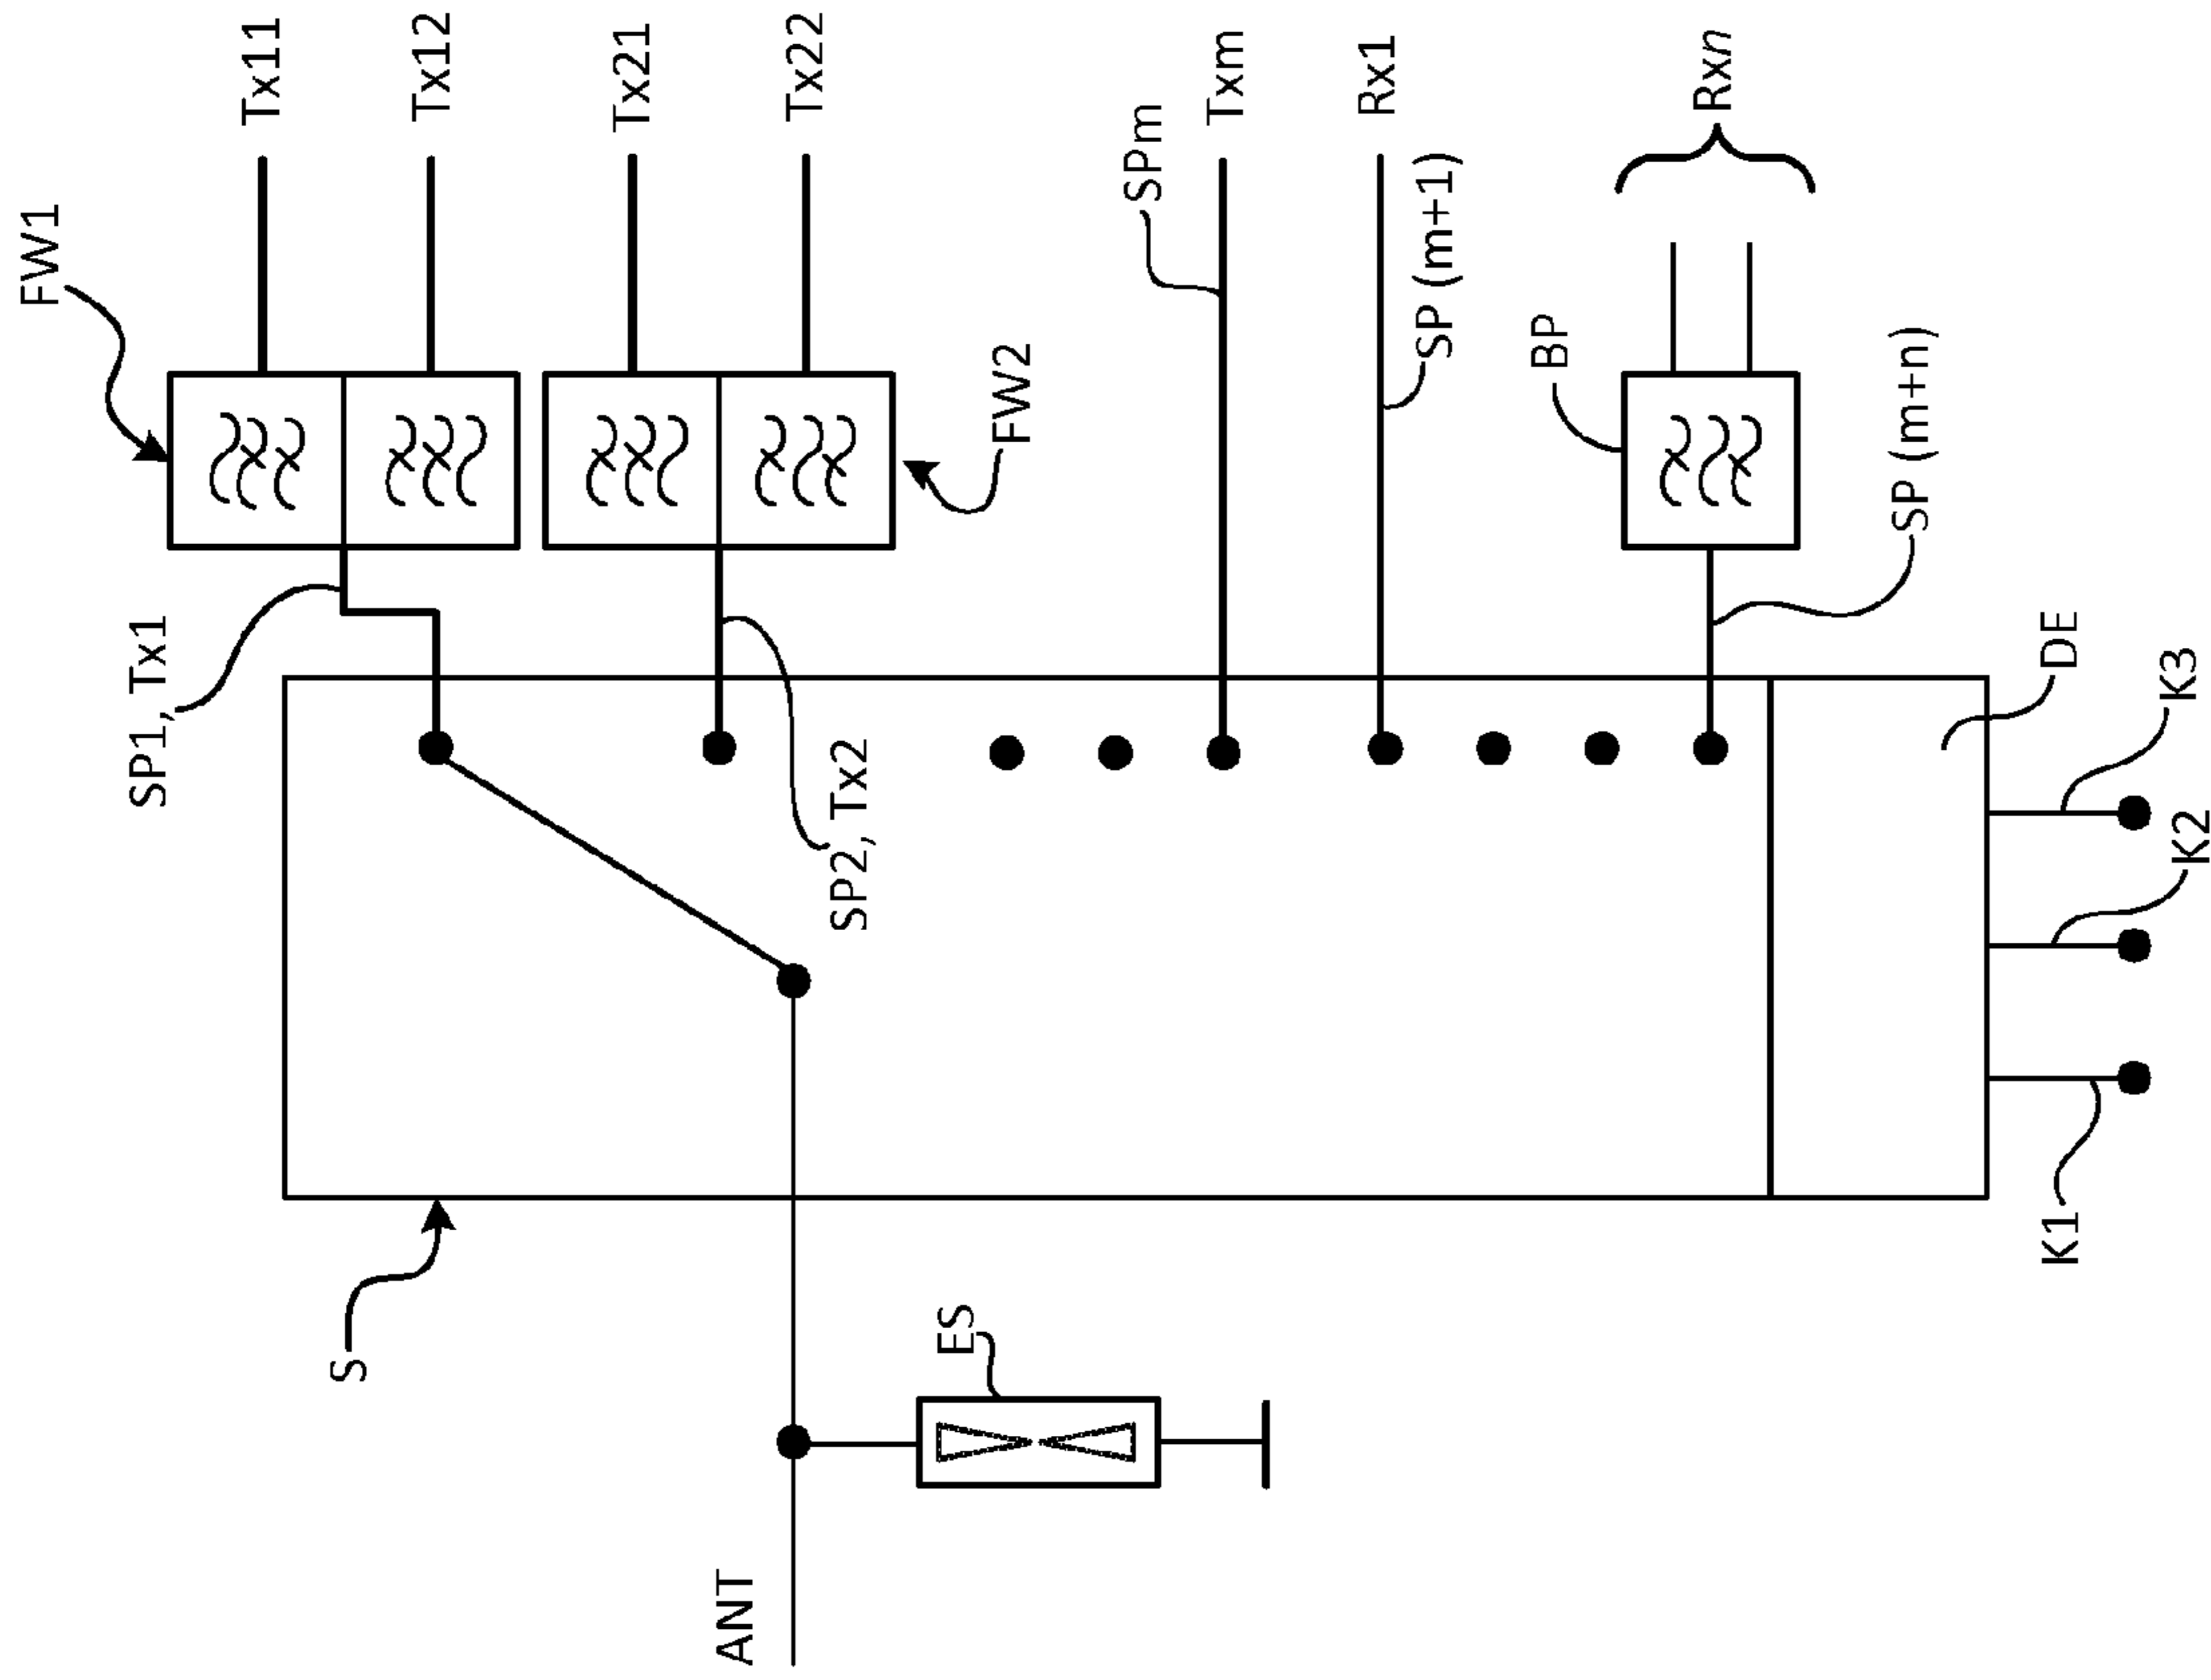 FW1
Tx11
Tx12
Tx21
Tx22
FW2
SPm
Txm
Rx1
SP (m+1)
BP
Rxn
SP (m+n)
SP1, Tx1
SP2, Tx2
DE
K3
K2
K1
S
ES
ANT